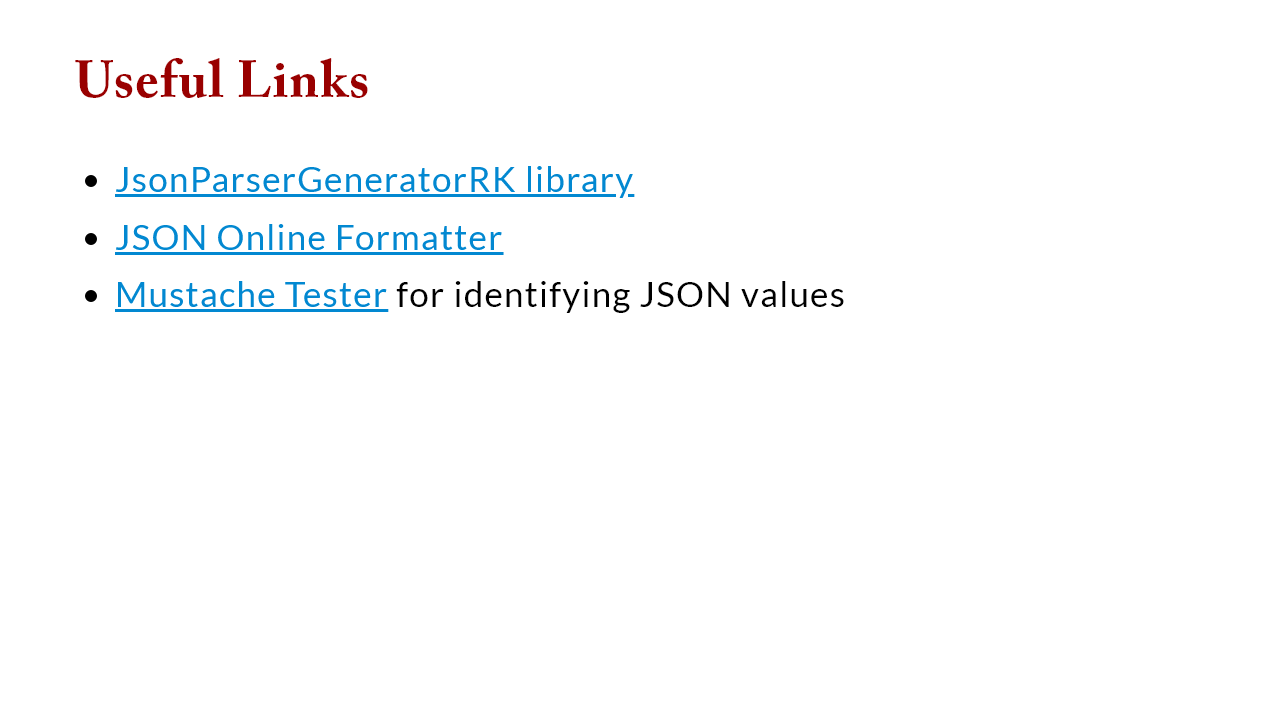 Useful Links
JsonParserGeneratorRK library
JSON Online Formatter
Mustache Tester for identifying JSON values